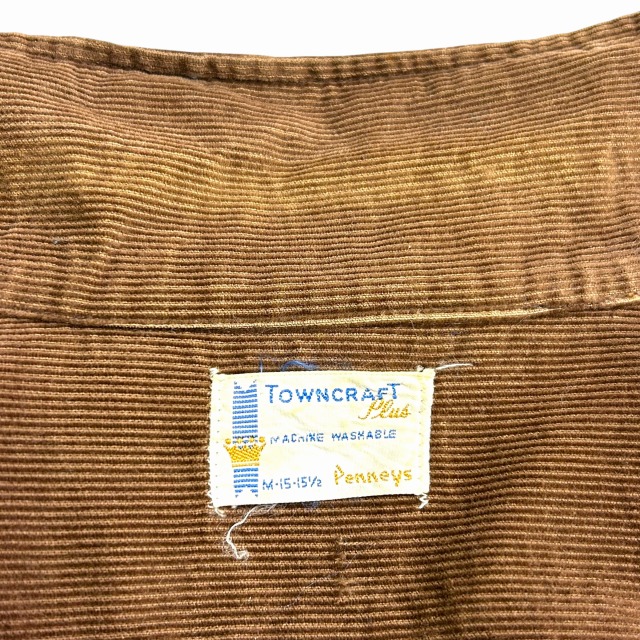 TOWNCRAFT
Plus
MACHINE WASHABLE
M-15-15½ Penneys